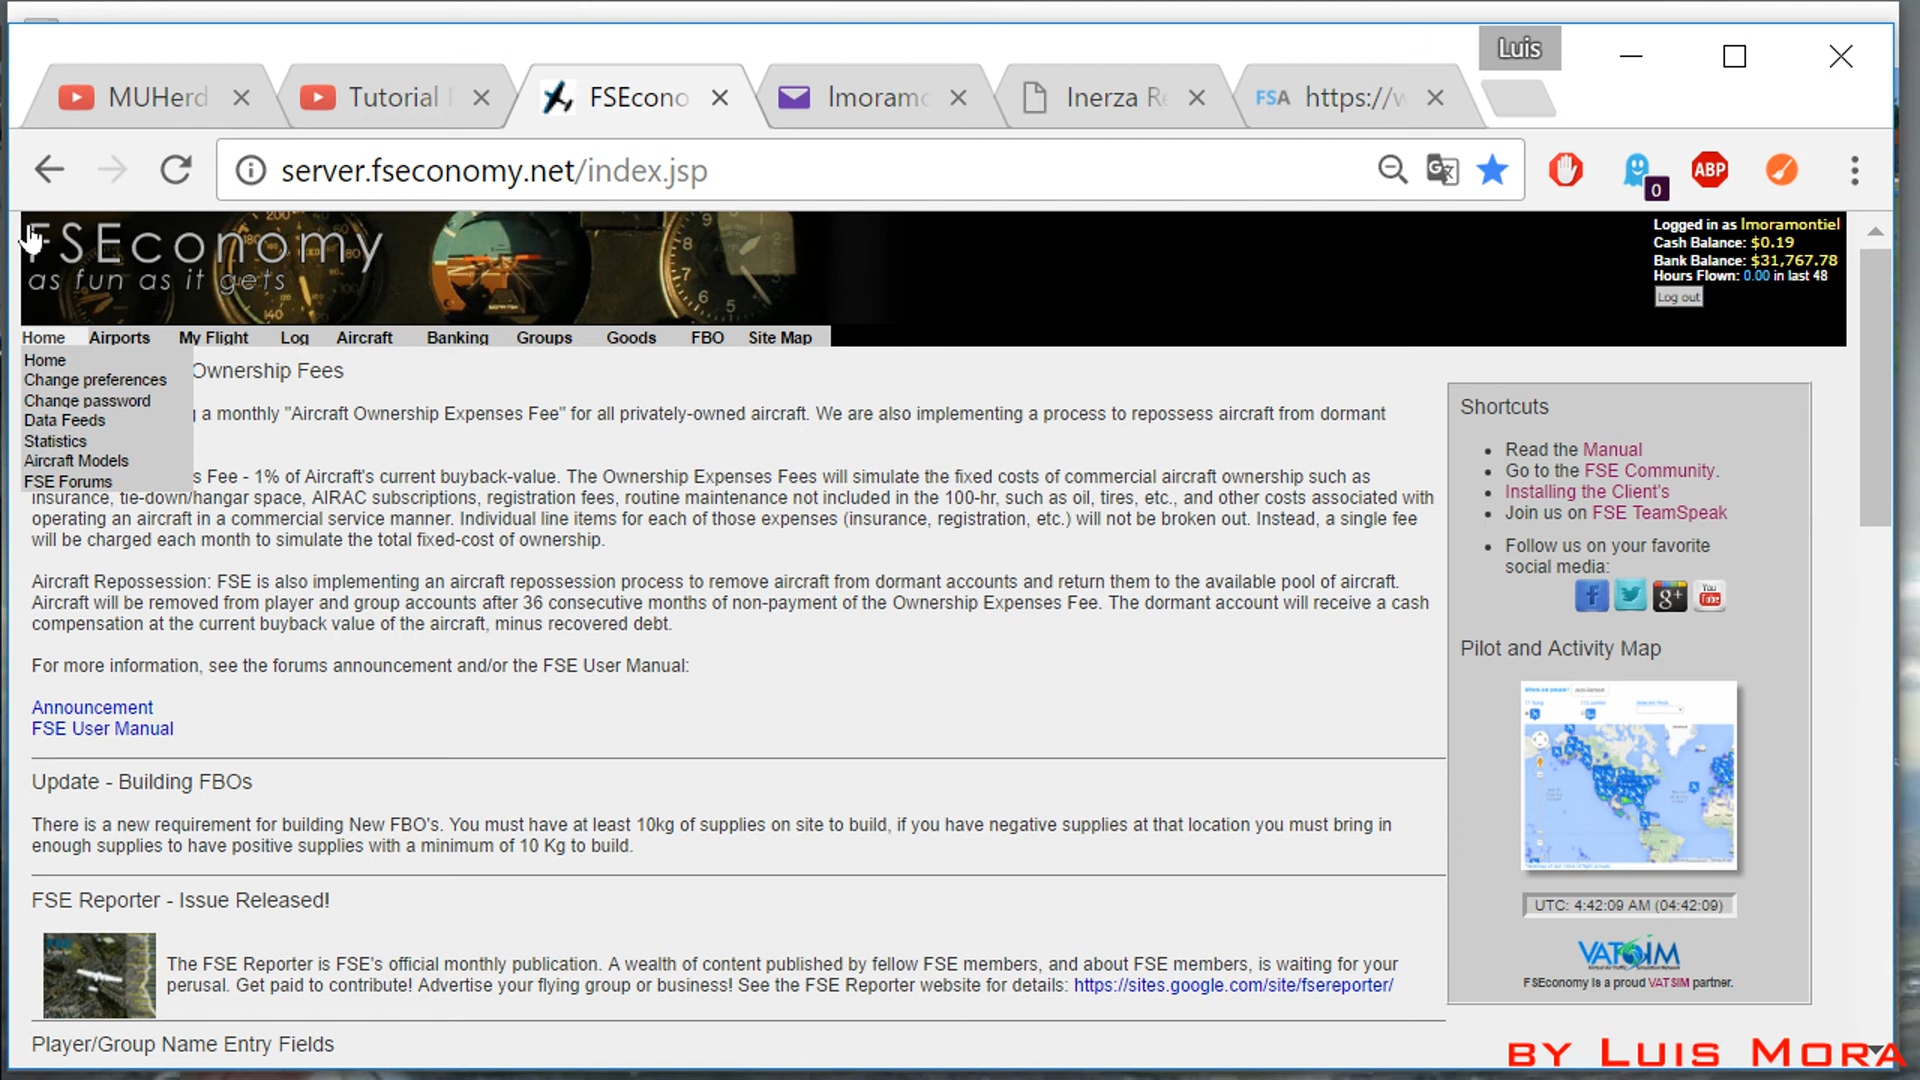 Luis
MUHerd
Tutorial
FSEcono
lmoramo
Inerza Re
FSA https://w
server.fseconomy.net/index.jsp
0
ABP
FSEconomy
as fun as it gets
Logged in as lmoramontiel
Cash Balance: $0.19
Bank Balance: $31,767.78
Hours Flown: 0.00 in last 48
Log out
Home Airports My Flight Log Aircraft Banking Groups Goods FBO Site Map
Home
Change preferences
Change password
Data Feeds
Statistics
Aircraft Models
FSE Forums
Ownership Fees
g a monthly "Aircraft Ownership Expenses Fee" for all privately-owned aircraft. We are also implementing a process to repossess aircraft from dormant
s Fee - 1% of Aircraft's current buyback-value. The Ownership Expenses Fees will simulate the fixed costs of commercial aircraft ownership such as
insurance, tie-down/hangar space, AIRAC subscriptions, registration fees, routine maintenance not included in the 100-hr, such as oil, tires, etc., and other costs associated with
operating an aircraft in a commercial service manner. Individual line items for each of those expenses (insurance, registration, etc.) will not be broken out. Instead, a single fee
will be charged each month to simulate the total fixed-cost of ownership.
Aircraft Repossession: FSE is also implementing an aircraft repossession process to remove aircraft from dormant accounts and return them to the available pool of aircraft.
Aircraft will be removed from player and group accounts after 36 consecutive months of non-payment of the Ownership Expenses Fee. The dormant account will receive a cash
compensation at the current buyback value of the aircraft, minus recovered debt.
For more information, see the forums announcement and/or the FSE User Manual:
Announcement
FSE User Manual
Update - Building FBOs
There is a new requirement for building New FBO's. You must have at least 10kg of supplies on site to build, if you have negative supplies at that location you must bring in
enough supplies to have positive supplies with a minimum of 10 Kg to build.
FSE Reporter - Issue Released!
The FSE Reporter is FSE's official monthly publication. A wealth of content published by fellow FSE members, and about FSE members, is waiting for your
perusal. Get paid to contribute! Advertise your flying group or business! See the FSE Reporter website for details: https://sites.google.com/site/fsereporter/
Player/Group Name Entry Fields
Shortcuts
Read the Manual
Go to the FSE Community.
Installing the Client's
Join us on FSE TeamSpeak
Follow us on your favorite
social media:
You
Tube
Pilot and Activity Map
UTC: 4:42:09 AM (04:42:09)
VATSIM
FSEconomy is a proud VATSIM partner.
BY LUIS MORA